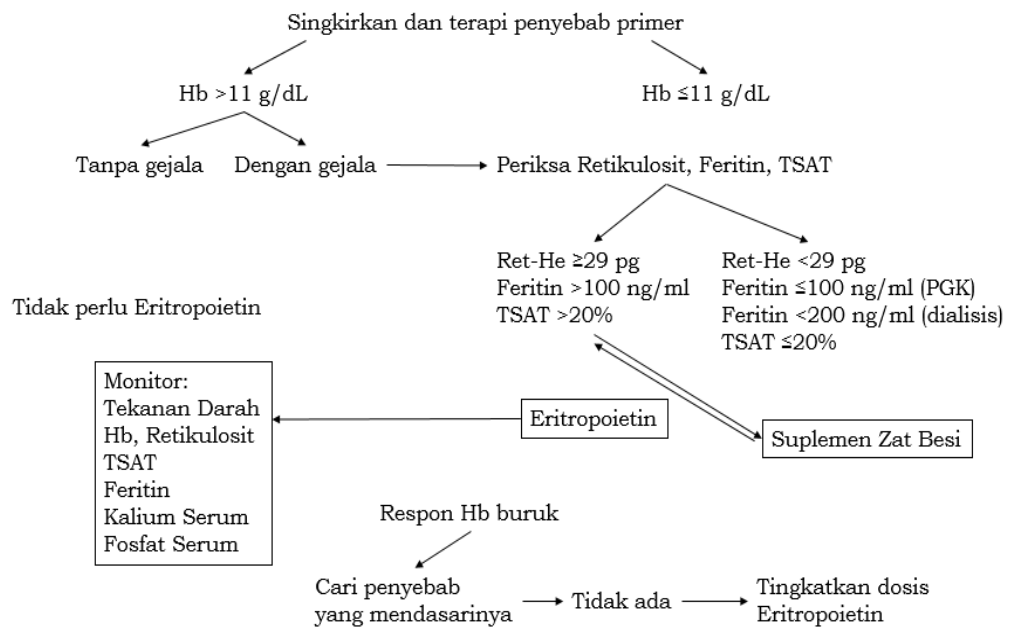 Singkirkan dan terapi penyebab primer
Hb >11 g/dL
Hb ≦11 g/dL
Tanpa gejala
Dengan gejala
Periksa Retikulosit, Feritin, TSAT
Ret-He ≧29 pg
Feritin >100 ng/ml
TSAT >20%
Ret-He <29 pg
Feritin ≦100 ng/ml (PGK)
Feritin <200 ng/ml (dialisis)
TSAT ≦20%
Tidak perlu Eritropoietin
Monitor:
Tekanan Darah
Hb, Retikulosit
TSAT
Feritin
Kalium Serum
Fosfat Serum
Eritropoietin
Suplemen Zat Besi
Respon Hb buruk
Cari penyebab
yang mendasarinya
Tidak ada
Tingkatkan dosis
Eritropoietin